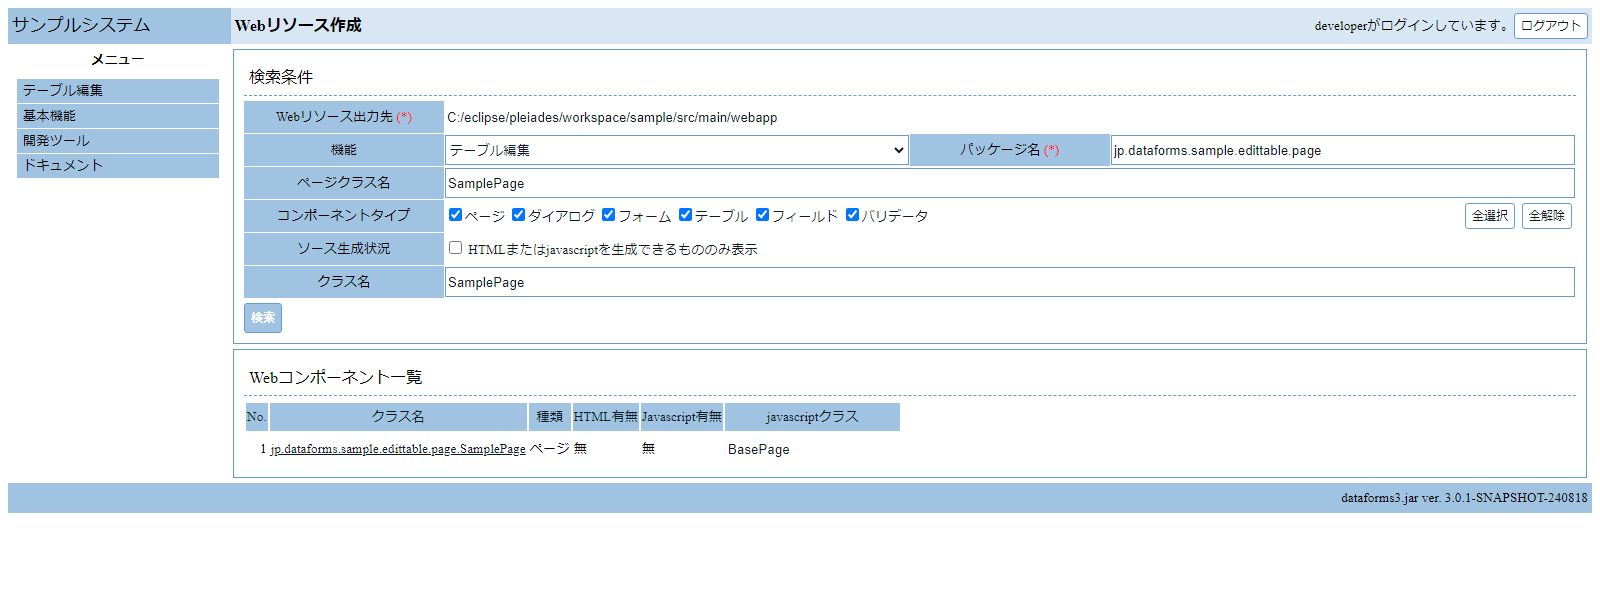 サンプルシステム
Webリソース作成
developerがログインしています。 ログアウト
メニュー
テーブル編集
基本機能
開発ツール
ドキュメント
検索条件
Webリソース出力先 (*) C:/eclipse/pleiades/workspace/sample/src/main/webapp
機能 テーブル編集 パッケージ名 (*) jp.dataforms.sample.edittable.page
ページクラス名 SamplePage
コンポーネントタイプ ページ ダイアログ フォーム テーブル フィールド バリデータ 全選択 全解除
ソース生成状況 HTMLまたはjavascriptを生成できるもののみ表示
クラス名 SamplePage
検索
Webコンポーネント一覧
No. クラス名 種類 HTML有無 Javascript有無 javascriptクラス
1 jp.dataforms.sample.edittable.page.SamplePage ページ 無 無 BasePage
dataforms3.jar ver. 3.0.1-SNAPSHOT-240818